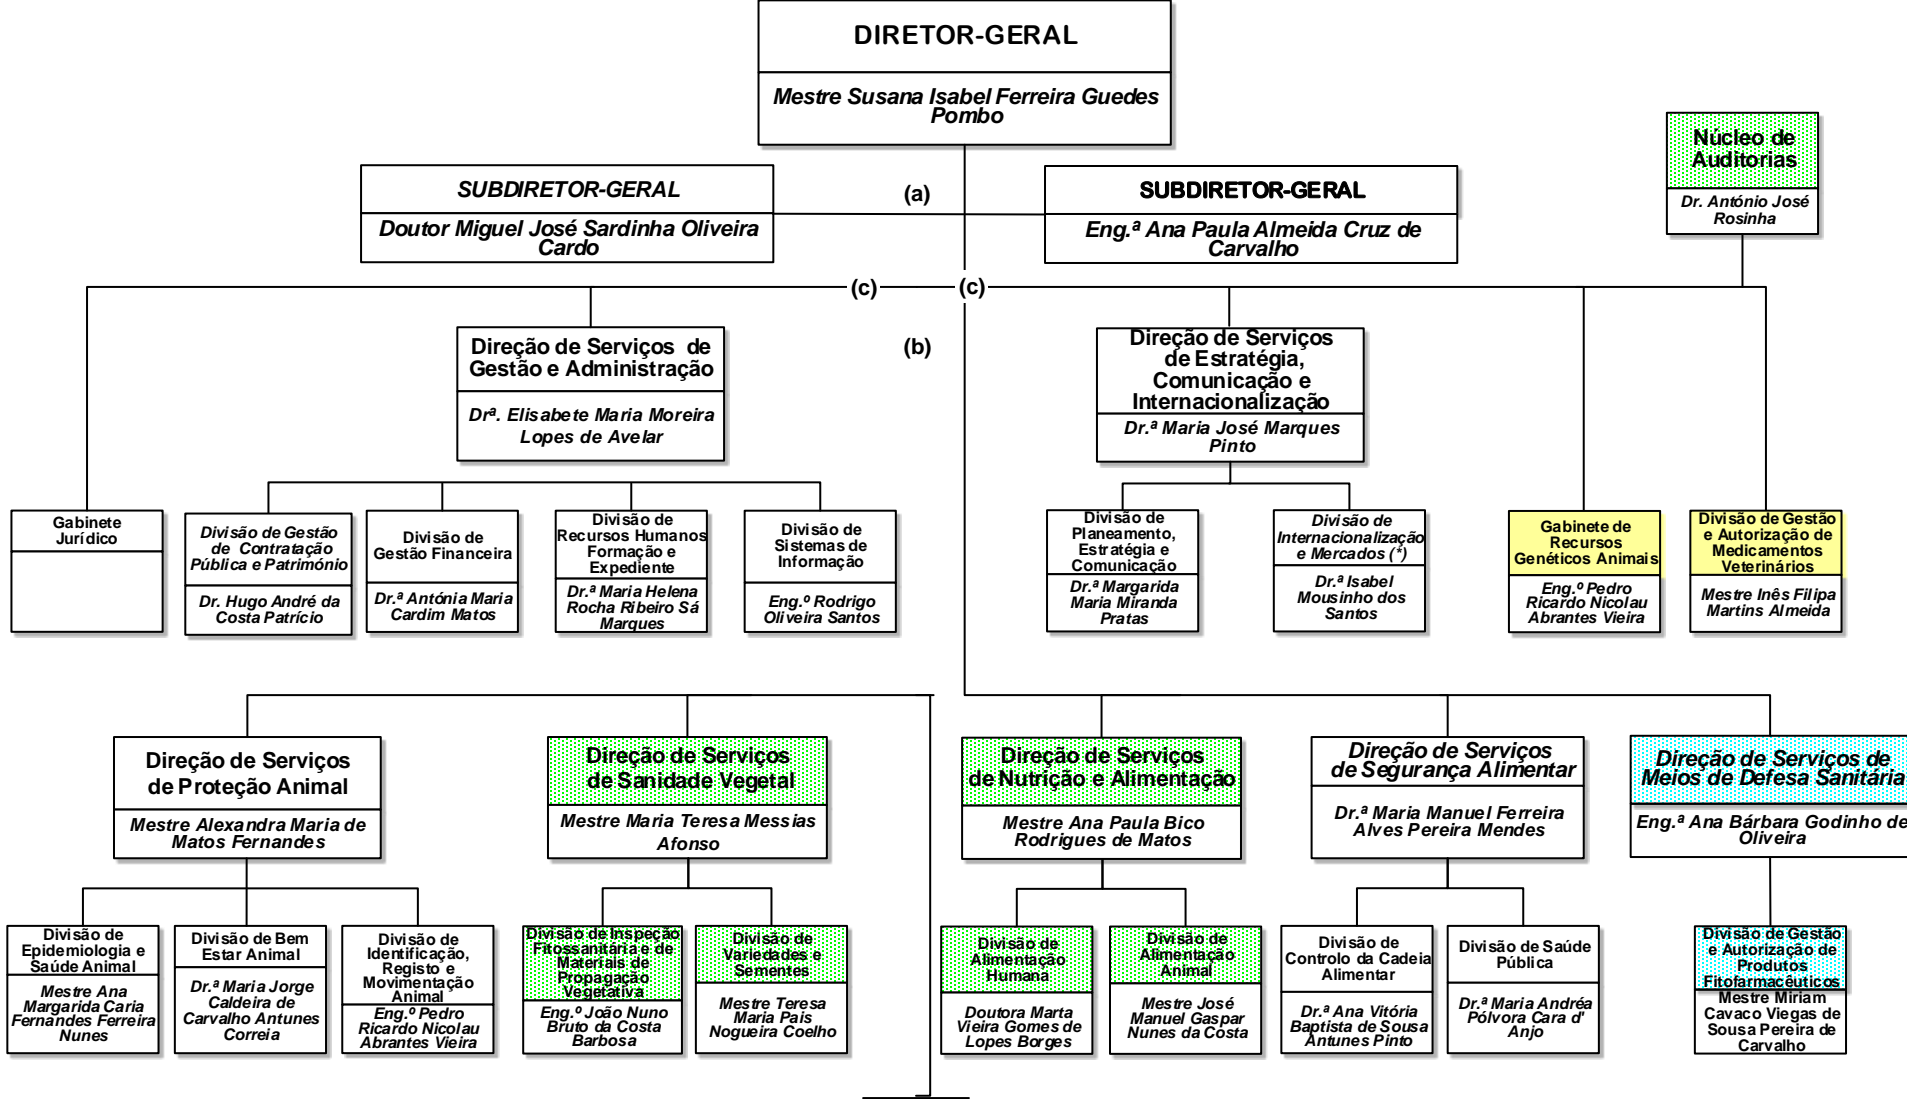 DIRETOR-GERAL
Mestre Susana Isabel Ferreira Guedes
Pombo
Núcleo de
Auditorias
Dr. António José
Rosinha
SUBDIRETOR-GERAL
Doutor Miguel José Sardinha Oliveira
Cardo
(a)
SUBDIRETOR-GERAL
Eng.ª Ana Paula Almeida Cruz de
Carvalho
(c)
(c)
Direção de Serviços de
Gestão e Administração
Drª. Elisabete Maria Moreira
Lopes de Avelar
(b)
Direção de Serviços
de Estratégia,
Comunicação e
Internacionalização
Dr.ª Maria José Marques
Pinto
Gabinete
Jurídico
Divisão de Gestão
de Contratação
Pública e Património
Dr. Hugo André da
Costa Patrício
Divisão de
Gestão Financeira
Dr.ª Antónia Maria
Cardim Matos
Divisão de
Recursos Humanos
Formação e
Expediente
Dr.ª Maria Helena
Rocha Ribeiro Sá
Marques
Divisão de
Sistemas de
Informação
Eng.º Rodrigo
Oliveira Santos
Divisão de
Planeamento,
Estratégia e
Comunicação
Dr.ª Margarida
Maria Miranda
Pratas
Divisão de
Internacionalização
e Mercados (*)
Dr.ª Isabel
Mousinho dos
Santos
Gabinete de
Recursos
Genéticos Animais
Eng.º Pedro
Ricardo Nicolau
Abrantes Vieira
Divisão de Gestão
e Autorização de
Medicamentos
Veterinários
Mestre Inês Filipa
Martins Almeida
Direção de Serviços
de Proteção Animal
Mestre Alexandra Maria de
Matos Fernandes
Direção de Serviços
de Sanidade Vegetal
Mestre Maria Teresa Messias
Afonso
Direção de Serviços
de Nutrição e Alimentação
Mestre Ana Paula Bico
Rodrigues de Matos
Direção de Serviços
de Segurança Alimentar
Dr.ª Maria Manuel Ferreira
Alves Pereira Mendes
Direção de Serviços de
Meios de Defesa Sanitária
Eng.ª Ana Bárbara Godinho de
Oliveira
Divisão de
Epidemiologia e
Saúde Animal
Mestre Ana
Margarida Caria
Fernandes Ferreira
Nunes
Divisão de Bem
Estar Animal
Dr.ª Maria Jorge
Caldeira de
Carvalho Antunes
Correia
Divisão de
Identificação,
Registo e
Movimentação
Animal
Eng.º Pedro
Ricardo Nicolau
Abrantes Vieira
Divisão de Inspeção
Fitossanitária e de
Materiais de
Propagação
Vegetativa
Eng.º João Nuno
Bruto da Costa
Barbosa
Divisão de
Variedades e
Sementes
Mestre Teresa
Maria Pais
Nogueira Coelho
Divisão de
Alimentação
Humana
Doutora Marta
Vieira Gomes de
Lopes Borges
Divisão de
Alimentação
Animal
Mestre José
Manuel Gaspar
Nunes da Costa
Divisão de
Controlo da Cadeia
Alimentar
Dr.ª Ana Vitória
Baptista de Sousa
Antunes Pinto
Divisão de Saúde
Pública
Dr.ª Maria Andréa
Pólvora Cara d'
Anjo
Divisão de Gestão
e Autorização de
Produtos
Fitofarmacêuticos
Mestre Miriam
Cavaco Viegas de
Sousa Pereira de
Carvalho